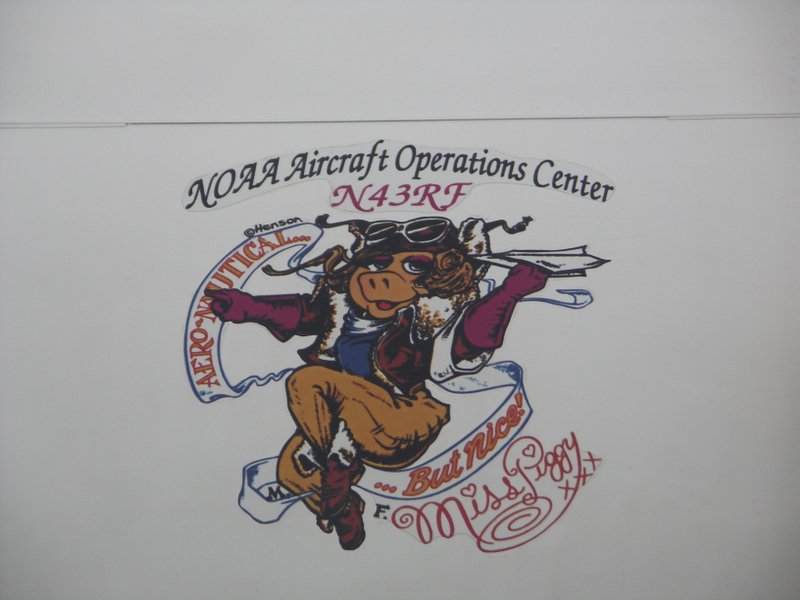 NOAA Aircraft Operations Center
N43RF
©Henson
AERO-NAUTICAL...
...But Nice!
M.
F.
Miss Piggy
xxx